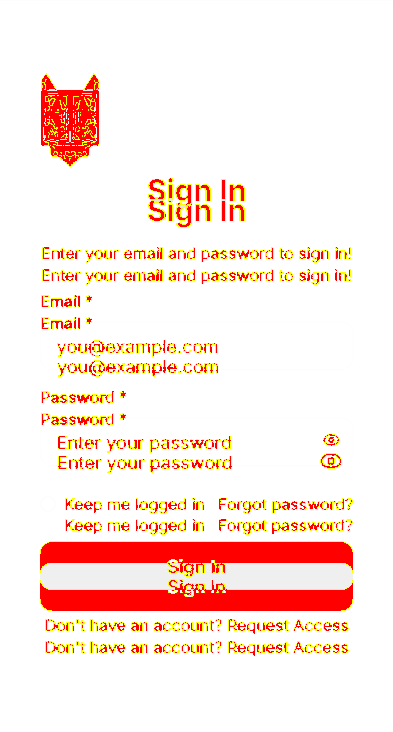 Sign In
Sign In
Enter your email and password to sign in!
Enter your email and password to sign in!
Email *
Email *
you@example.com
you@example.com
Password *
Password *
Enter your password
Enter your password
Keep me logged in Forgot password?
Keep me logged in Forgot password?
Sign in
Sign in
Don't have an account? Request Access
Don't have an account? Request Access